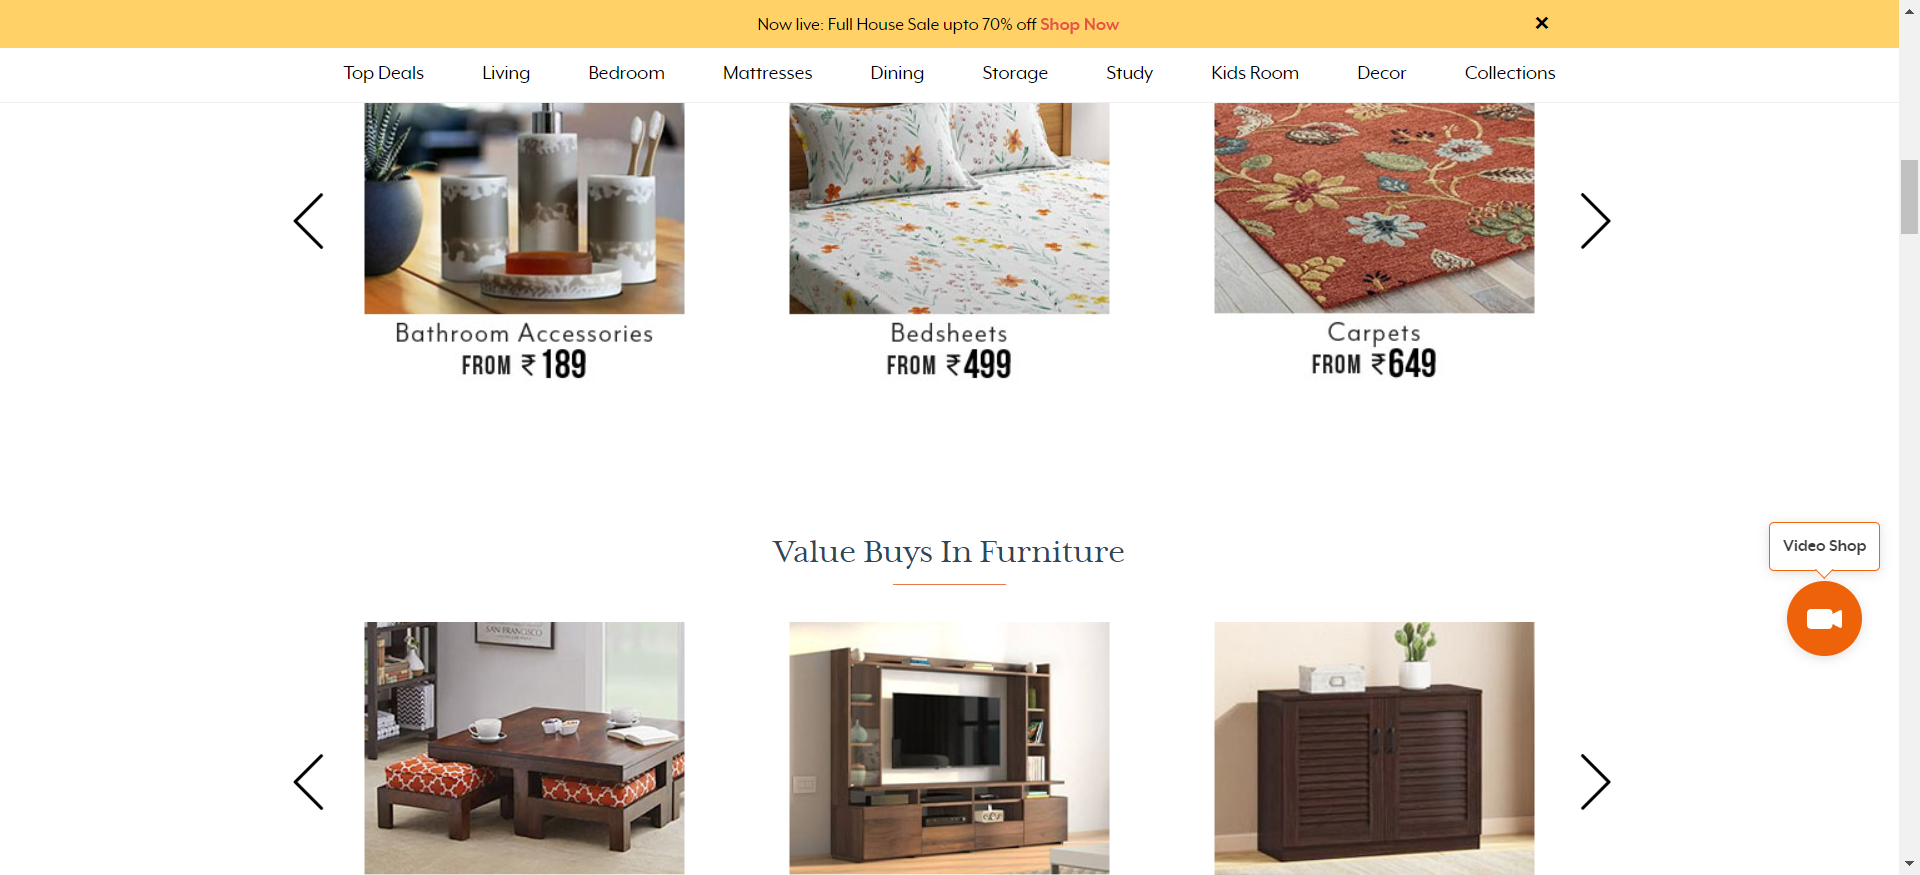 Now live: Full House Sale upto 70% off Shop Now ×
Top Deals Living Bedroom Mattresses Dining Storage Study Kids Room Decor Collections
Bathroom Accessories
FROM ₹189
Bedsheets
FROM ₹499
Carpets
FROM ₹649
Video Shop
Value Buys In Furniture
SAN FRANCISCO